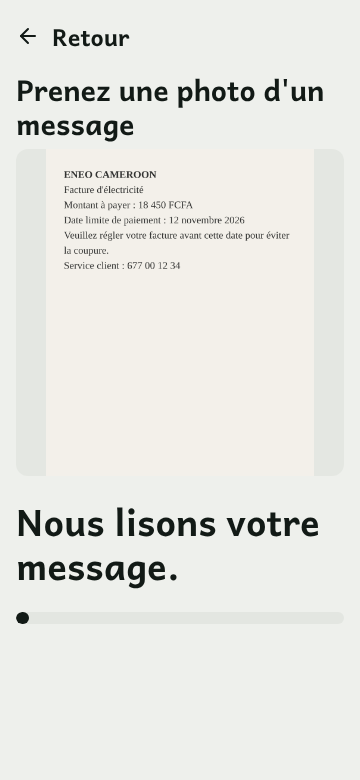 Retour
Prenez une photo d'un
message
ENEO CAMEROON
Facture d'électricité
Montant à payer : 18 450 FCFA
Date limite de paiement : 12 novembre 2026
Veuillez régler votre facture avant cette date pour éviter
la coupure.
Service client : 677 00 12 34
Nous lisons votre
message.